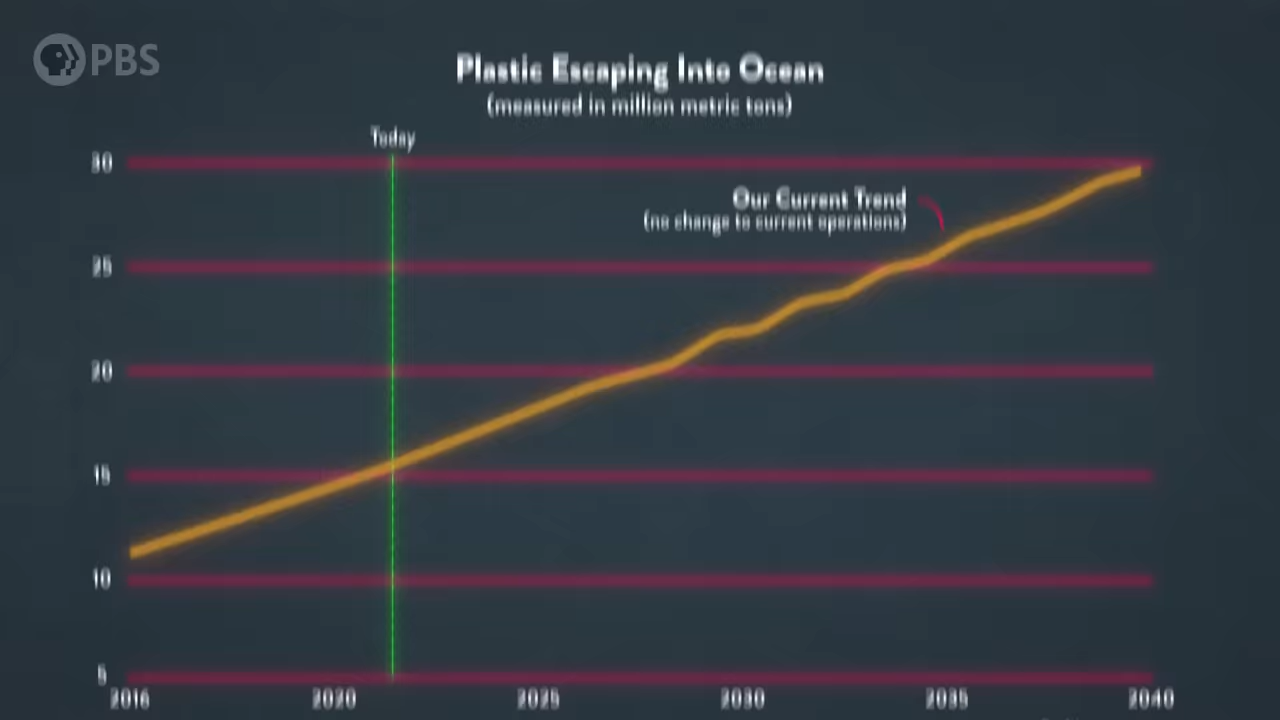 PBS
Plastic Escaping Into Ocean
(measured in million metric tons)
Today
30
Our Current Trend
(no change to current operations)
25
20
15
10
5
2016 2020 2025 2030 2035 2040